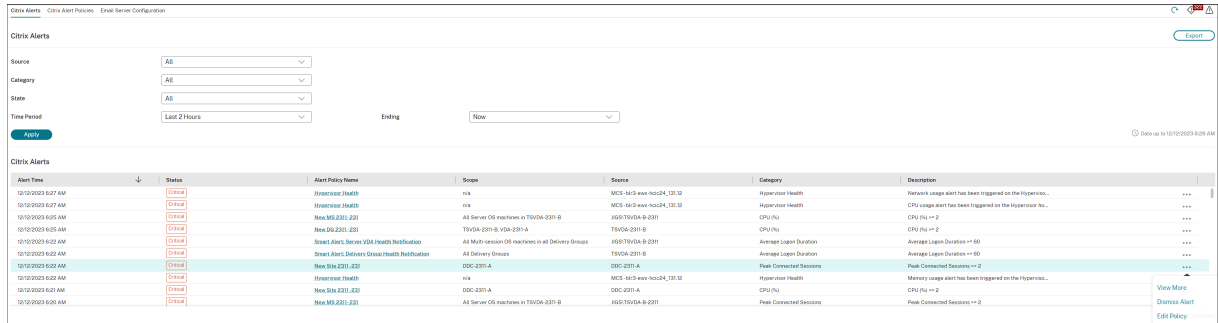 Citrix Alerts Citrix Alert Policies Email Server Configuration
Citrix Alerts Export
Source All
Category All
State All
Time Period Last 2 Hours Ending Now
Apply Data up to 12/12/2023 6:28 AM
Citrix Alerts
Alert Time Status Alert Policy Name Scope Source Category Description
12/12/2023 6:27 AM Critical Hypervisor Health n/a MCS-blr3-ews-hcic24_131.12 Hypervisor Health Network usage alert has been triggered on the Hyperviso...
12/12/2023 6:27 AM Critical Hypervisor Health n/a MCS-blr3-ews-hcic24_131.12 Hypervisor Health CPU usage alert has been triggered on the Hypervisor ho...
12/12/2023 6:25 AM Critical New MS 2311-231 All Server OS machines in TSVDA-2311-B JIGS\TSVDA-B-2311 CPU (%) CPU (%) >= 2
12/12/2023 6:25 AM Critical New DG 2311-231 TSVDA-2311-B, VDA-2311-A TSVDA-2311-B CPU (%) CPU (%) >= 2
12/12/2023 6:22 AM Critical Smart Alert: Server VDA Health Notification All Multi-session OS machines in all Delivery Groups JIGS\TSVDA-B-2311 Average Logon Duration Average Logon Duration >= 60
12/12/2023 6:22 AM Critical Smart Alert: Delivery Group Health Notification All Delivery Groups TSVDA-2311-B Average Logon Duration Average Logon Duration >= 60
12/12/2023 6:22 AM Critical New Site 2311-231 DDC-2311-A DDC-2311-A Peak Connected Sessions Peak Connected Sessions >= 2
12/12/2023 6:22 AM Critical Hypervisor Health n/a MCS-blr3-ews-hcic24_131.12 Hypervisor Health Memory usage alert has been triggered on the Hyperviso...
12/12/2023 6:21 AM Critical New Site 2311-231 DDC-2311-A DDC-2311-A CPU (%) CPU (%) >= 2
12/12/2023 6:20 AM Critical New MS 2311-231 All Server OS machines in TSVDA-2311-B JIGS\TSVDA-B-2311 Peak Connected Sessions Peak Connected Sessions >= 2
View More
Dismiss Alert
Edit Policy